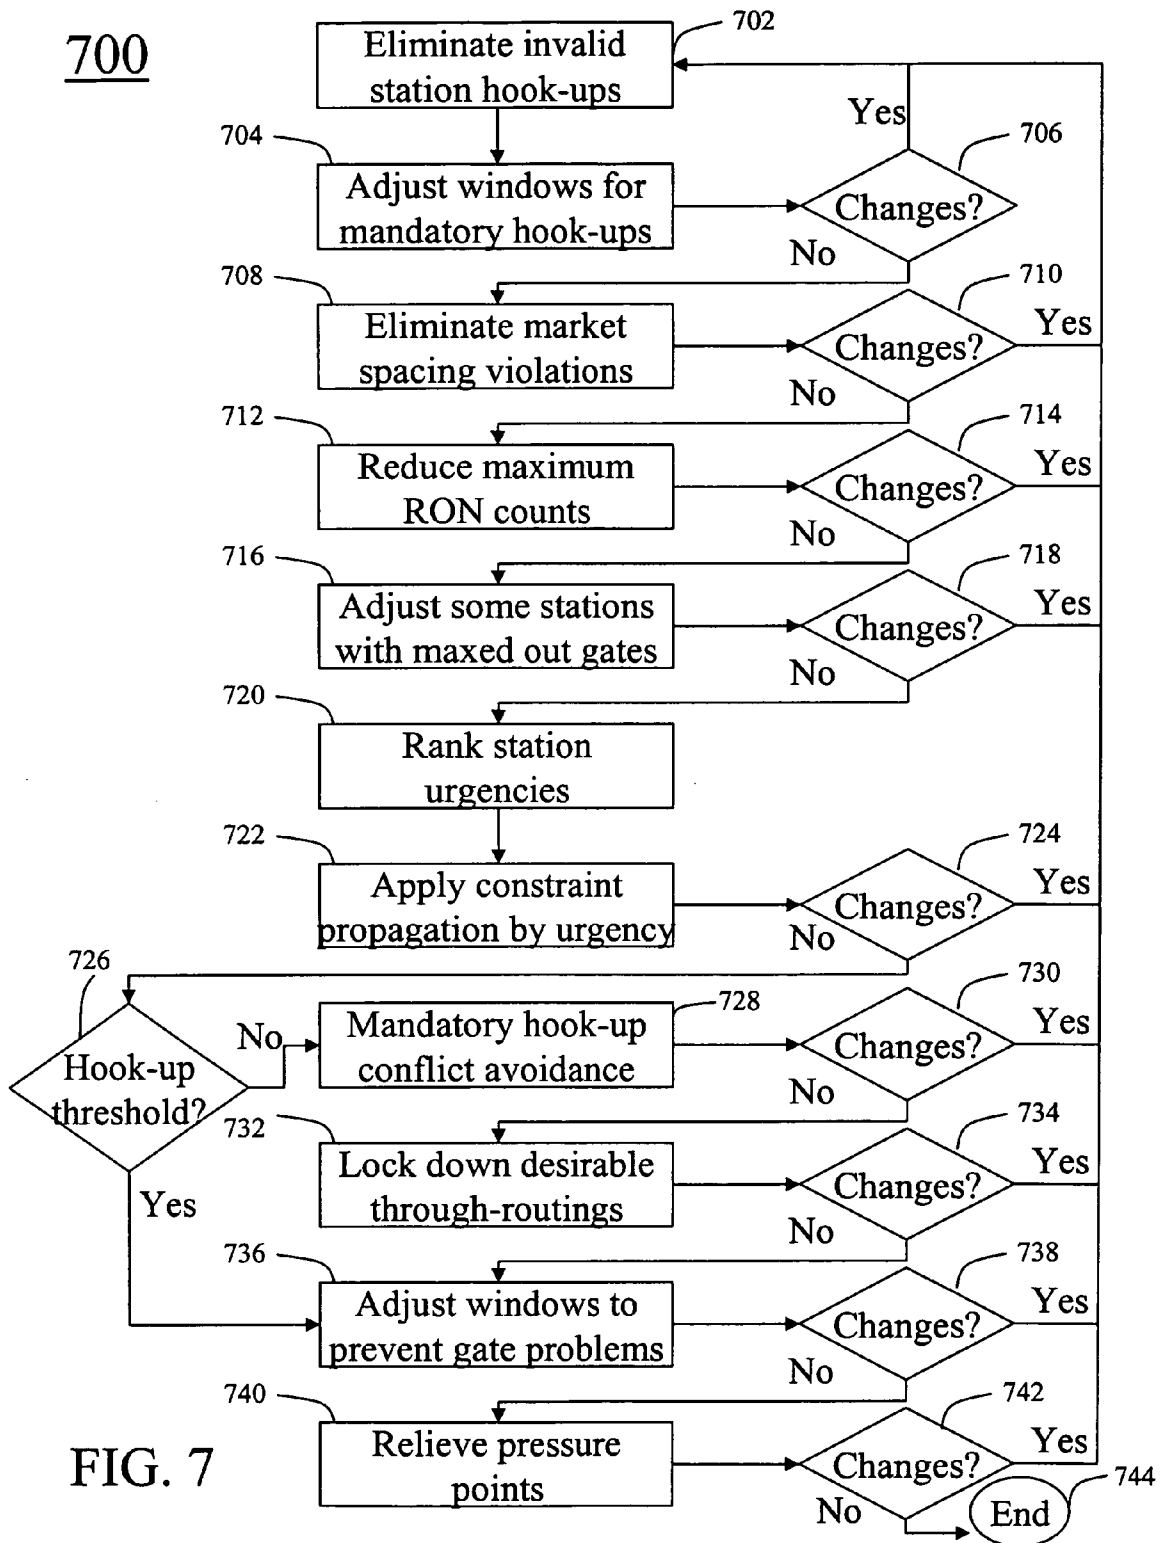 700
Eliminate invalid
station hook-ups
702
Yes
704
Adjust windows for
mandatory hook-ups
706
Changes?
No
708
Eliminate market
spacing violations
710
Changes?
Yes
No
712
Reduce maximum
RON counts
714
Changes?
Yes
No
716
Adjust some stations
with maxed out gates
718
Changes?
Yes
No
720
Rank station
urgencies
722
Apply constraint
propagation by urgency
724
Changes?
Yes
No
726
Hook-up
threshold?
No
Yes
728
Mandatory hook-up
conflict avoidance
730
Changes?
Yes
No
732
Lock down desirable
through-routings
734
Changes?
Yes
No
736
Adjust windows to
prevent gate problems
738
Changes?
Yes
No
740
Relieve pressure
points
742
Changes?
Yes
No
End
744
FIG. 7